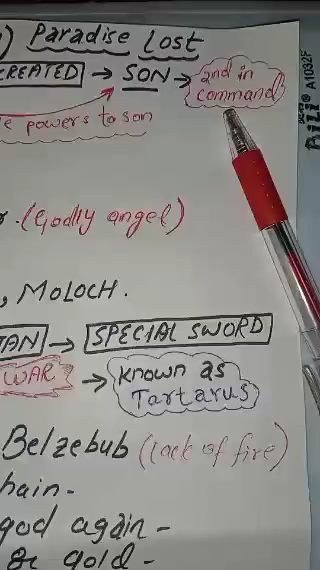 ) Paradise Lost
CREATED → SON → 2nd in command
e powers to son
r. (Godly angel)
, MOLOCH.
TAN → SPECIAL SWORD
WAR → known as Tartarus
Belzebub (lack of fire)
hain-
god again -
gold -
A1032F